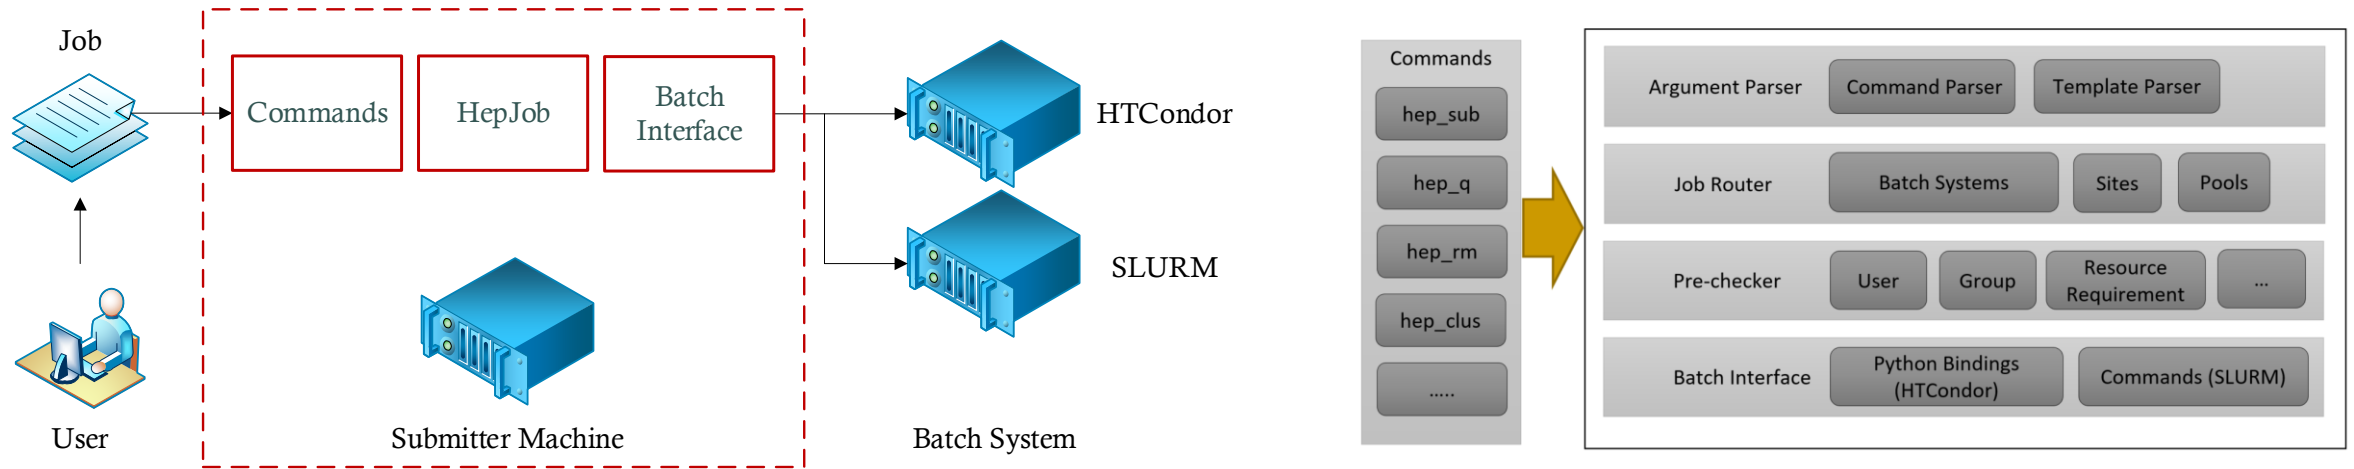 Job
Commands
HepJob
Batch
Interface
HTCondor
SLURM
User
Submitter Machine
Batch System
Commands
hep_sub
hep_q
hep_rm
hep_clus
.....
Argument Parser
Command Parser
Template Parser
Job Router
Batch Systems
Sites
Pools
Pre-checker
User
Group
Resource
Requirement
...
Batch Interface
Python Bindings
(HTCondor)
Commands (SLURM)